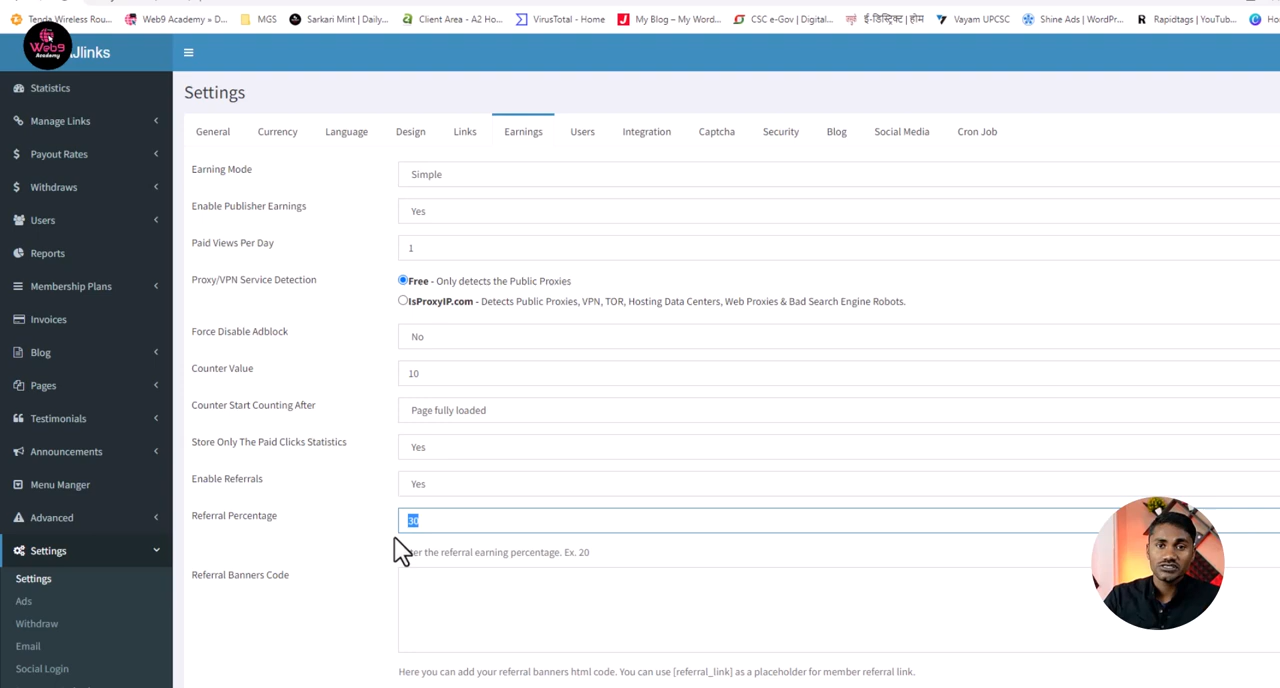 Tenda Wireless Rou...
Web9 Academy » D...
MGS
Sarkari Mint | Daily...
Client Area - A2 Ho...
VirusTotal - Home
My Blog – My Word...
CSC e-Gov | Digital...
ई-डिस्ट्रिक्ट | होम
Vayam UPCSC
Shine Ads | WordPr...
Rapidtags | YouTub...
Web9
Academy
links
Statistics
Manage Links
Payout Rates
Withdraws
Users
Reports
Membership Plans
Invoices
Blog
Pages
Testimonials
Announcements
Menu Manger
Advanced
Settings
Settings
Ads
Withdraw
Email
Social Login
Settings
General
Currency
Language
Design
Links
Earnings
Users
Integration
Captcha
Security
Blog
Social Media
Cron Job
Earning Mode
Simple
Enable Publisher Earnings
Yes
Paid Views Per Day
1
Proxy/VPN Service Detection
Free - Only detects the Public Proxies
IsProxyIP.com - Detects Public Proxies, VPN, TOR, Hosting Data Centers, Web Proxies & Bad Search Engine Robots.
Force Disable Adblock
No
Counter Value
10
Counter Start Counting After
Page fully loaded
Store Only The Paid Clicks Statistics
Yes
Enable Referrals
Yes
Referral Percentage
30
the referral earning percentage. Ex. 20
Referral Banners Code
Here you can add your referral banners html code. You can use [referral_link] as a placeholder for member referral link.